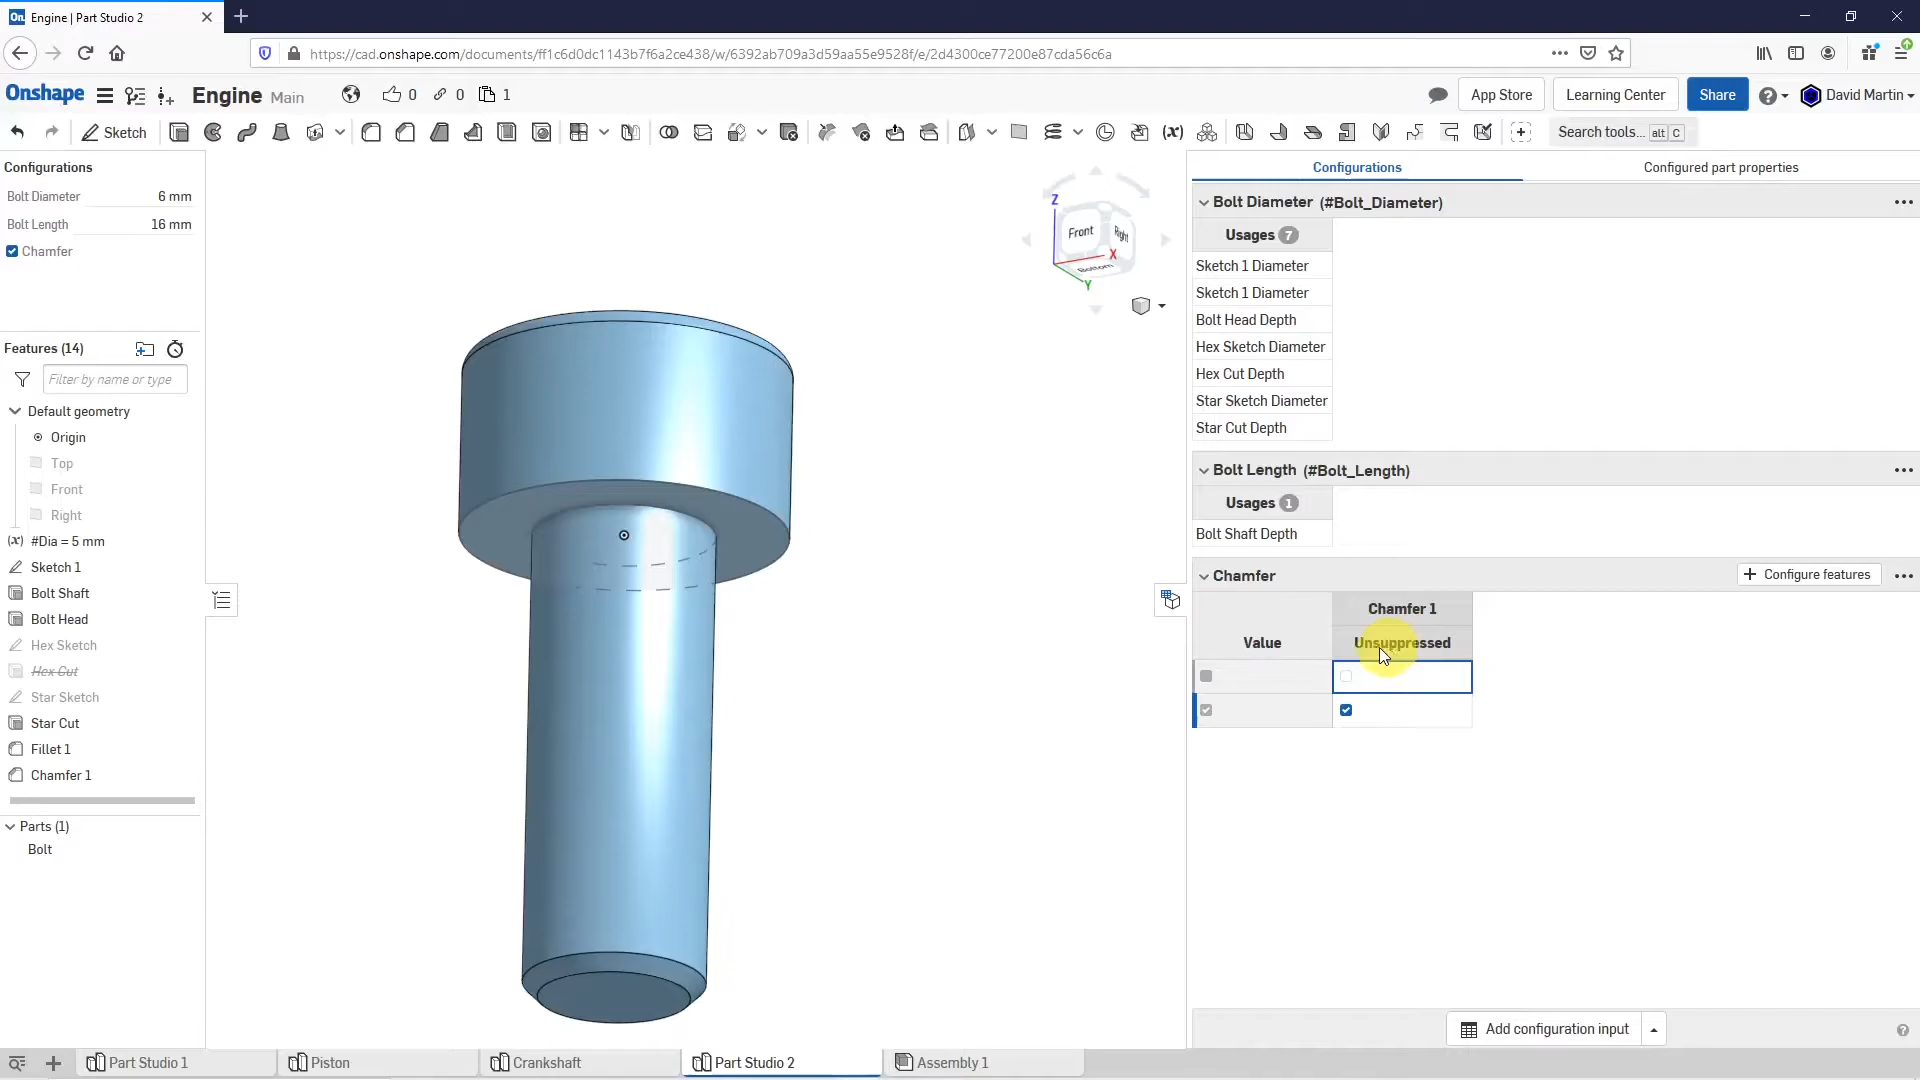 Engine | Part Studio 2
https://cad.onshape.com/documents/ff1c6d0dc1143b7f6a2ce438/w/6392ab709a3d59aa55e9528f/e/2d4300ce77200e87cda56c6a
Onshape
Engine Main
0
0
1
App Store
Learning Center
Share
David Martin
Sketch
Search tools... alt C
Configurations
Bolt Diameter 6 mm
Bolt Length 16 mm
Chamfer
Features (14)
Filter by name or type
Default geometry
Origin
Top
Front
Right
(x) #Dia = 5 mm
Sketch 1
Bolt Shaft
Bolt Head
Hex Sketch
Hex Cut
Star Sketch
Star Cut
Fillet 1
Chamfer 1
Parts (1)
Bolt
Z
Front
Right
X
Bottom
Y
Configurations
Configured part properties
Bolt Diameter (#Bolt_Diameter)
Usages 7
Sketch 1 Diameter
Sketch 1 Diameter
Bolt Head Depth
Hex Sketch Diameter
Hex Cut Depth
Star Sketch Diameter
Star Cut Depth
Bolt Length (#Bolt_Length)
Usages 1
Bolt Shaft Depth
Chamfer
Configure features
Chamfer 1
Value
Unsuppressed
Add configuration input
Part Studio 1
Piston
Crankshaft
Part Studio 2
Assembly 1